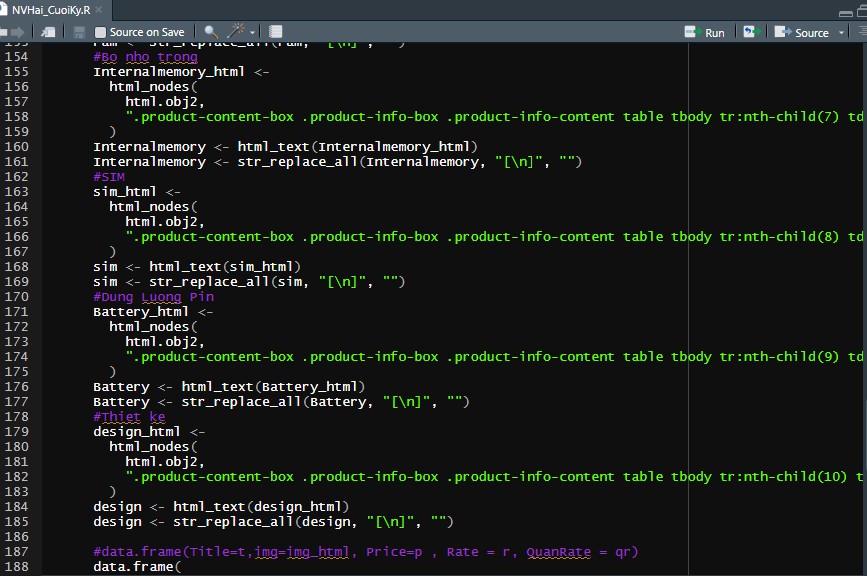 NVHai_CuoiKy.R
Source on Save
Run
Source
154 #Bo nho trong
155 Internalmemory_html <-
156 html_nodes(
157 html.obj2,
158 ".product-content-box .product-info-box .product-info-content table tbody tr:nth-child(7) td
159 )
160 Internalmemory <- html_text(Internalmemory_html)
161 Internalmemory <- str_replace_all(Internalmemory, "[\n]", "")
162 #SIM
163 sim_html <-
164 html_nodes(
165 html.obj2,
166 ".product-content-box .product-info-box .product-info-content table tbody tr:nth-child(8) td
167 )
168 sim <- html_text(sim_html)
169 sim <- str_replace_all(sim, "[\n]", "")
170 #Dung Luong Pin
171 Battery_html <-
172 html_nodes(
173 html.obj2,
174 ".product-content-box .product-info-box .product-info-content table tbody tr:nth-child(9) td
175 )
176 Battery <- html_text(Battery_html)
177 Battery <- str_replace_all(Battery, "[\n]", "")
178 #Thiet ke
179 design_html <-
180 html_nodes(
181 html.obj2,
182 ".product-content-box .product-info-box .product-info-content table tbody tr:nth-child(10) t
183 )
184 design <- html_text(design_html)
185 design <- str_replace_all(design, "[\n]", "")
186
187 #data.frame(Title=t,img=img_html, Price=p , Rate = r, QuanRate = qr)
188 data.frame(